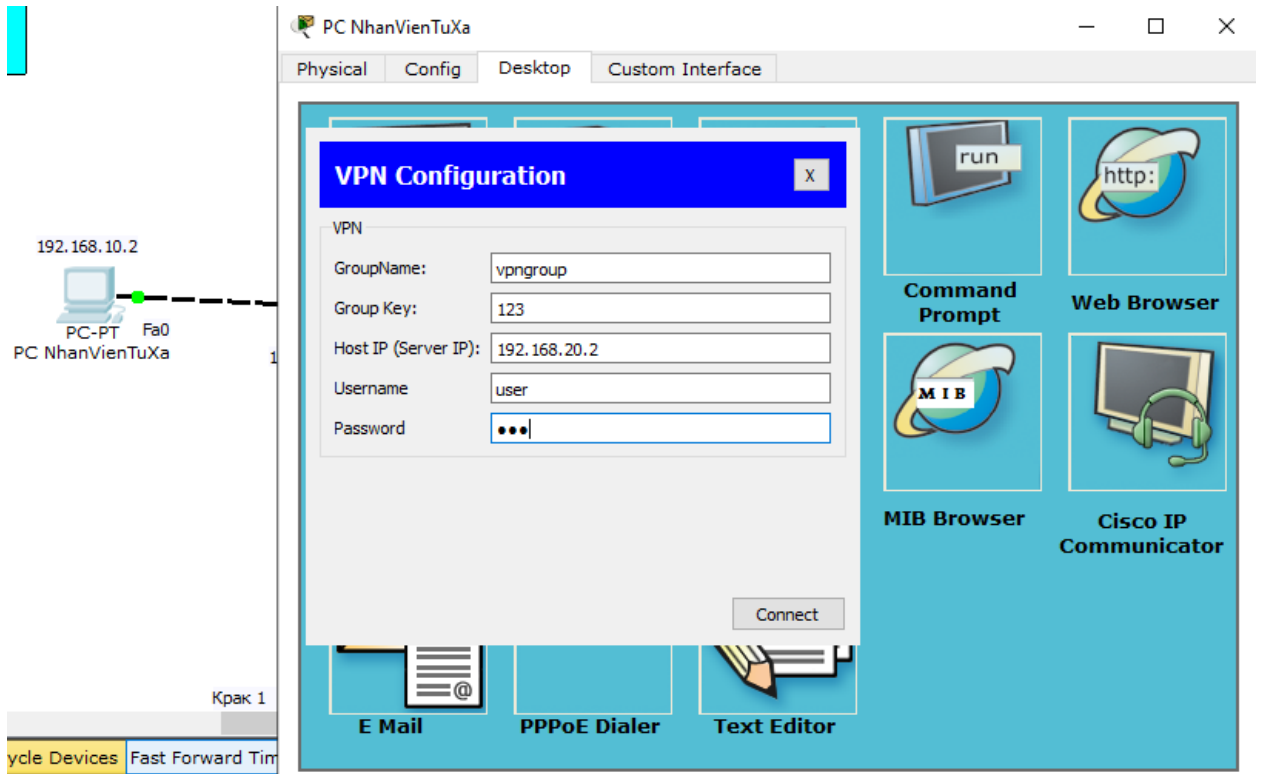 PC NhanVienTuXa
Physical Config Desktop Custom Interface
VPN Configuration X
VPN
GroupName: vpngroup
Group Key: 123
Host IP (Server IP): 192.168.20.2
Username user
Password •••
Connect
run
Command
Prompt
http:
Web Browser
MIB
MIB Browser
Cisco IP
Communicator
@
E Mail
PPPoE Dialer
Text Editor
192.168.10.2
PC-PT Fa0
PC NhanVienTuXa
1
Крак 1
ycle Devices Fast Forward Tim